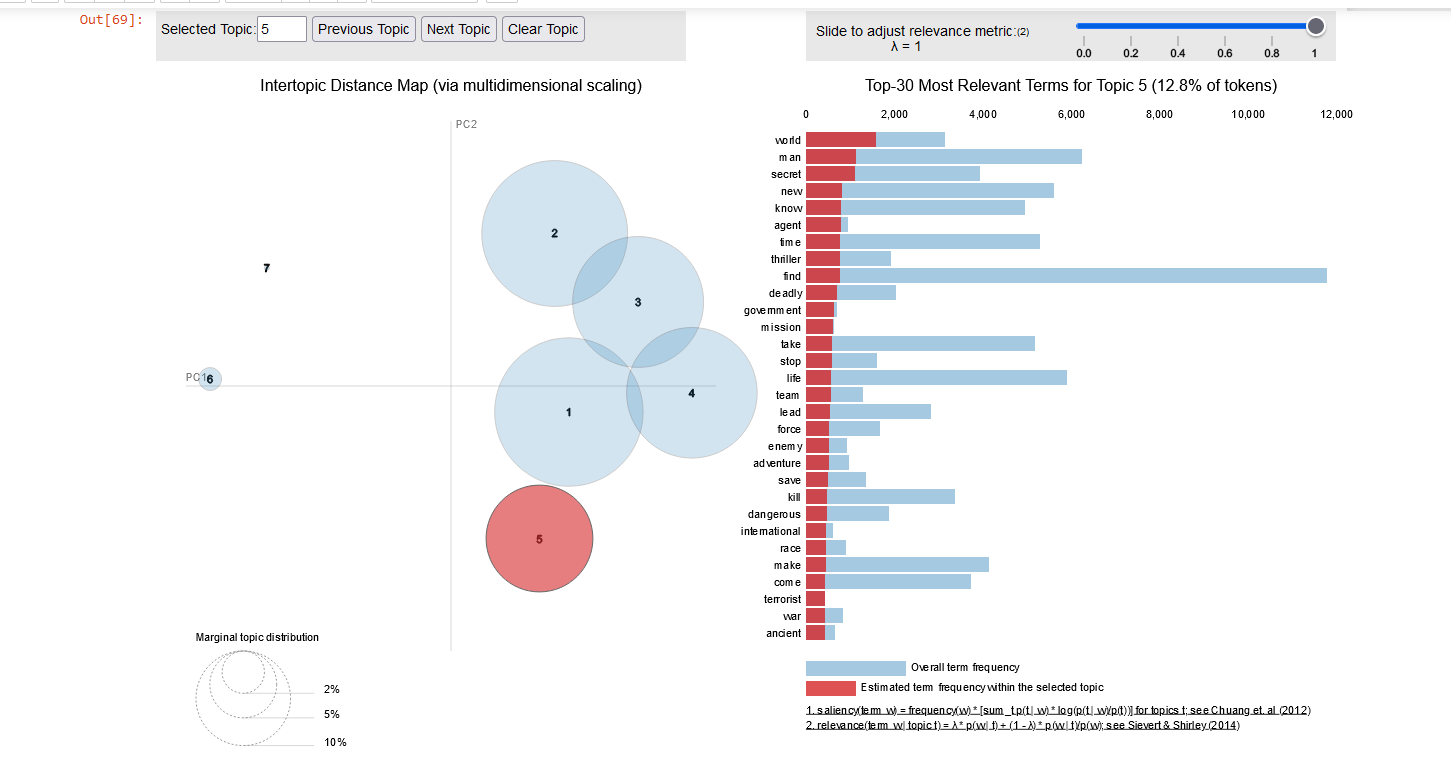 Out[69]:
Selected Topic: 5 Previous Topic Next Topic Clear Topic
Slide to adjust relevance metric:(2)
λ = 1
0.0 0.2 0.4 0.6 0.8 1
Intertopic Distance Map (via multidimensional scaling)
PC2
2
3
7
PC1
6
4
1
5
Marginal topic distribution
2%
5%
10%
Top-30 Most Relevant Terms for Topic 5 (12.8% of tokens)
0 2,000 4,000 6,000 8,000 10,000 12,000
world
man
secret
new
know
agent
time
thriller
find
deadly
government
mission
take
stop
life
team
lead
force
enemy
adventure
save
kill
dangerous
international
race
make
come
terrorist
war
ancient
Overall term frequency
Estimated term frequency within the selected topic
1. saliency(term w) = frequency(w) * [sum_t p(t | w) * log(p(t | w)/p(t))] for topics t; see Chuang et. al (2012)
2. relevance(term w | topic t) = λ * p(w | t) + (1 - λ) * p(w | t)/p(w); see Sievert & Shirley (2014)